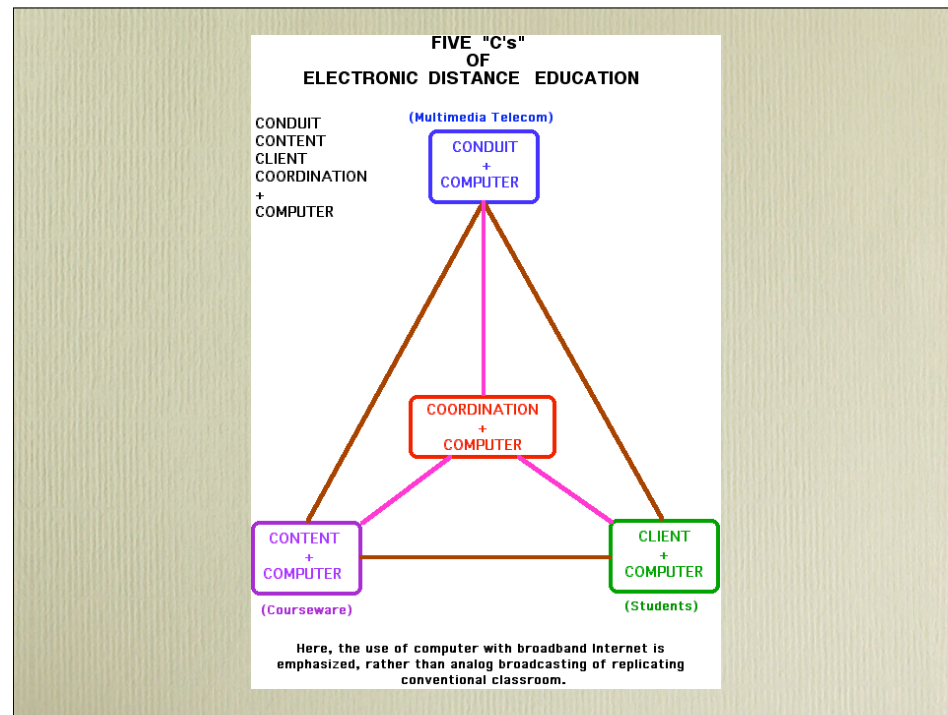 FIVE "C's"
OF
ELECTRONIC DISTANCE EDUCATION
CONDUIT
CONTENT
CLIENT
COORDINATION
+
COMPUTER
(Multimedia Telecom)
CONDUIT
+
COMPUTER
COORDINATION
+
COMPUTER
CONTENT
+
COMPUTER
(Courseware)
CLIENT
+
COMPUTER
(Students)
Here, the use of computer with broadband Internet is
emphasized, rather than analog broadcasting of replicating
conventional classroom.